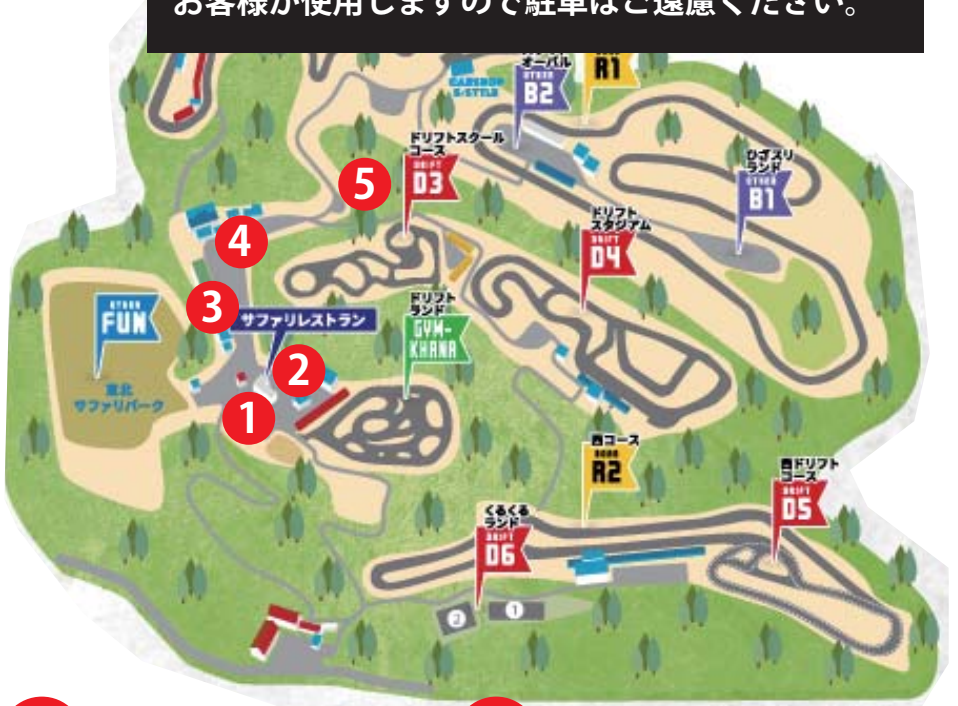 お客様が使用しますので駐車はご遠慮ください。
オーバル
OTHER
B2
R1
CARSHOP
S-STYLE
ドリフトスクール
コース
DRIFT
D3
ひざスリ
ランド
OTHER
B1
5
ドリフト
スタジアム
DRIFT
D4
4
OTHER
FUN
3
サファリレストラン
ドリフト
ランド
GYM-
KHANA
2
東北
サファリパーク
1
西コース
ROAD
R2
西ドリフト
コース
DRIFT
D5
くるくる
ランド
DRIFT
D6
2
1